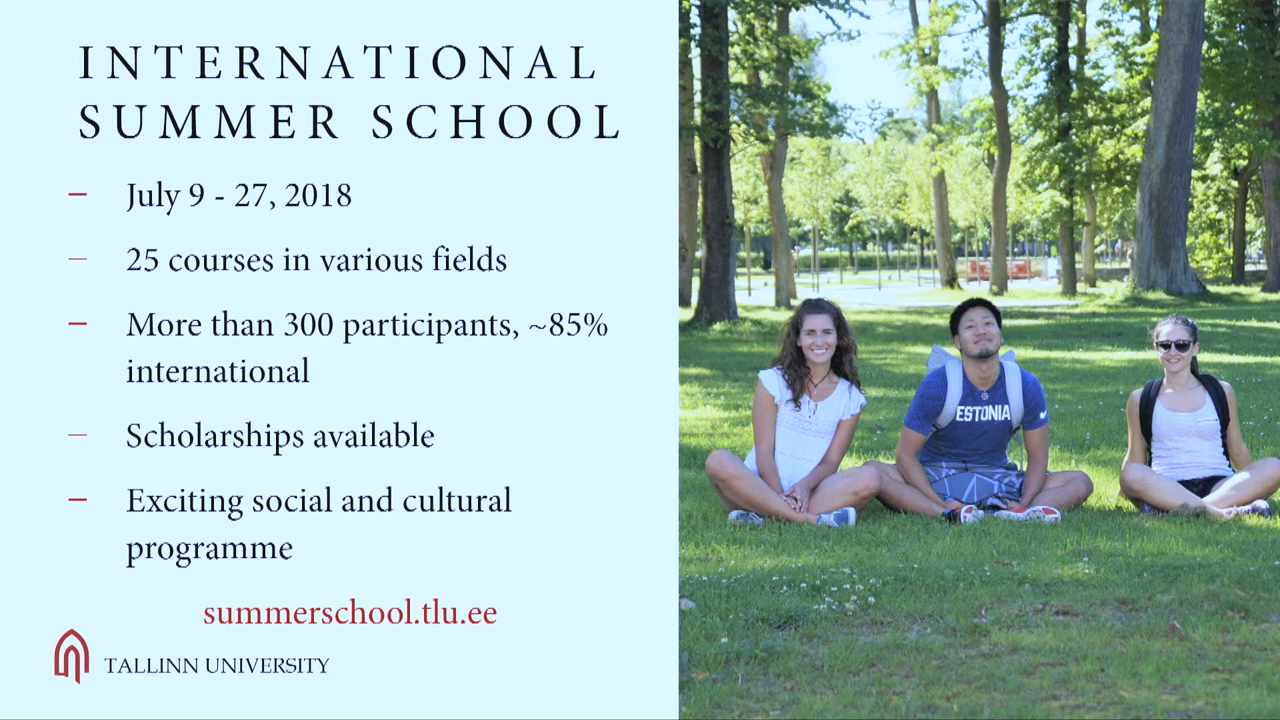 INTERNATIONAL
SUMMER SCHOOL
July 9 - 27, 2018
25 courses in various fields
More than 300 participants, ~85%
international
Scholarships available
Exciting social and cultural
programme
summerschool.tlu.ee
TALLINN UNIVERSITY
ESTONIA